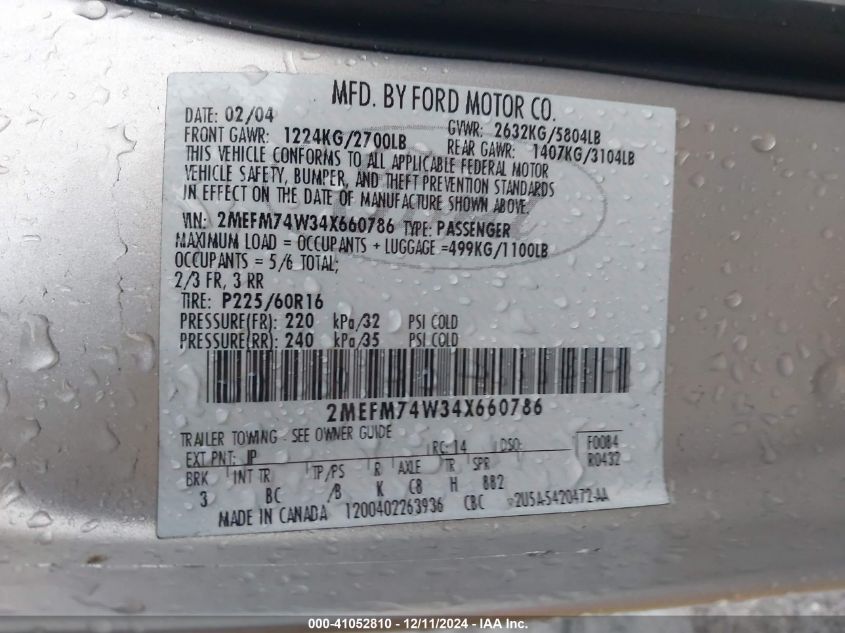 MFD. BY FORD MOTOR CO.
DATE: 02/04 GVWR: 2632KG/5804LB
FRONT GAWR: 1224KG/2700LB REAR GAWR: 1407KG/3104LB
THIS VEHICLE CONFORMS TO ALL APPLICABLE FEDERAL MOTOR
VEHICLE SAFETY, BUMPER, AND THEFT PREVENTION STANDARDS
IN EFFECT ON THE DATE OF MANUFACTURE SHOWN ABOVE.
VIN: 2MEFM74W34X660786 TYPE: PASSENGER
MAXIMUM LOAD = OCCUPANTS + LUGGAGE =499KG/1100LB
OCCUPANTS = 5/6 TOTAL;
2/3 FR, 3 RR
TIRE: P225/60R16
PRESSURE(FR): 220 kPa/32 PSI COLD
PRESSURE(RR): 240 kPa/35 PSI COLD
2MEFM74W34X660786
TRAILER TOWING - SEE OWNER GUIDE
EXT PNT: JP RC: 14 DSO: F0084
BRK INT TR TP/PS R AXLE TR SPR R0432
3 BC /B K C8 H 882
MADE IN CANADA 1200402263936 CBC 2U5A-5420472-AA
000-41052810 - 12/11/2024 - IAA Inc.